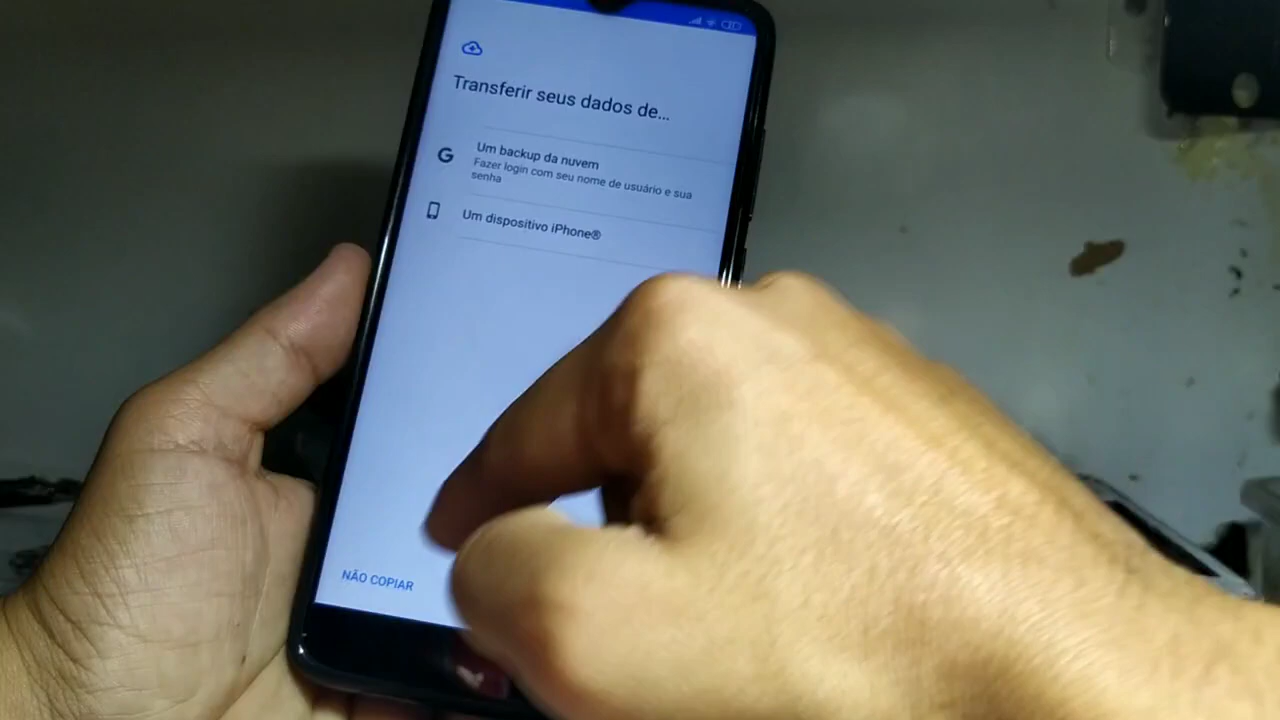 Transferir seus dados de...
Um backup da nuvem
Fazer login com seu nome de usuário e sua
senha
Um dispositivo iPhone®
NÃO COPIAR